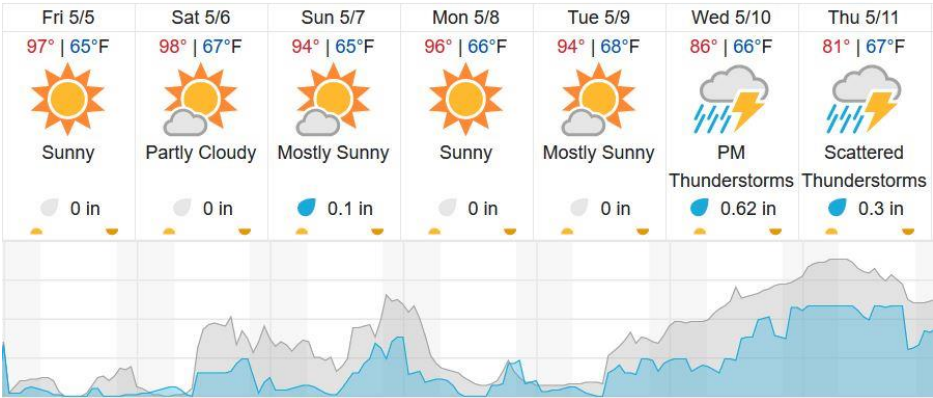 Fri 5/5 Sat 5/6 Sun 5/7 Mon 5/8 Tue 5/9 Wed 5/10 Thu 5/11
97° | 65°F 98° | 67°F 94° | 65°F 96° | 66°F 94° | 68°F 86° | 66°F 81° | 67°F
Sunny Partly Cloudy Mostly Sunny Sunny Mostly Sunny PM Scattered
Thunderstorms Thunderstorms
0 in 0 in 0.1 in 0 in 0 in 0.62 in 0.3 in